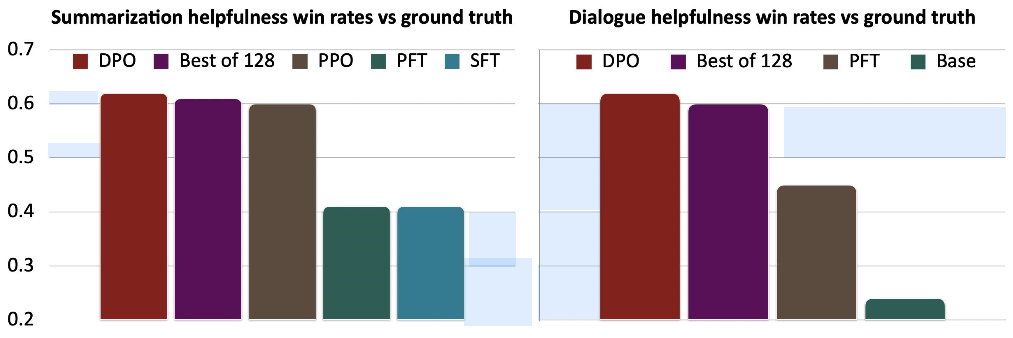 Summarization helpfulness win rates vs ground truth
0.7
DPO Best of 128 PPO PFT SFT
0.6
0.5
0.4
0.3
0.2
Dialogue helpfulness win rates vs ground truth
DPO Best of 128 PFT Base